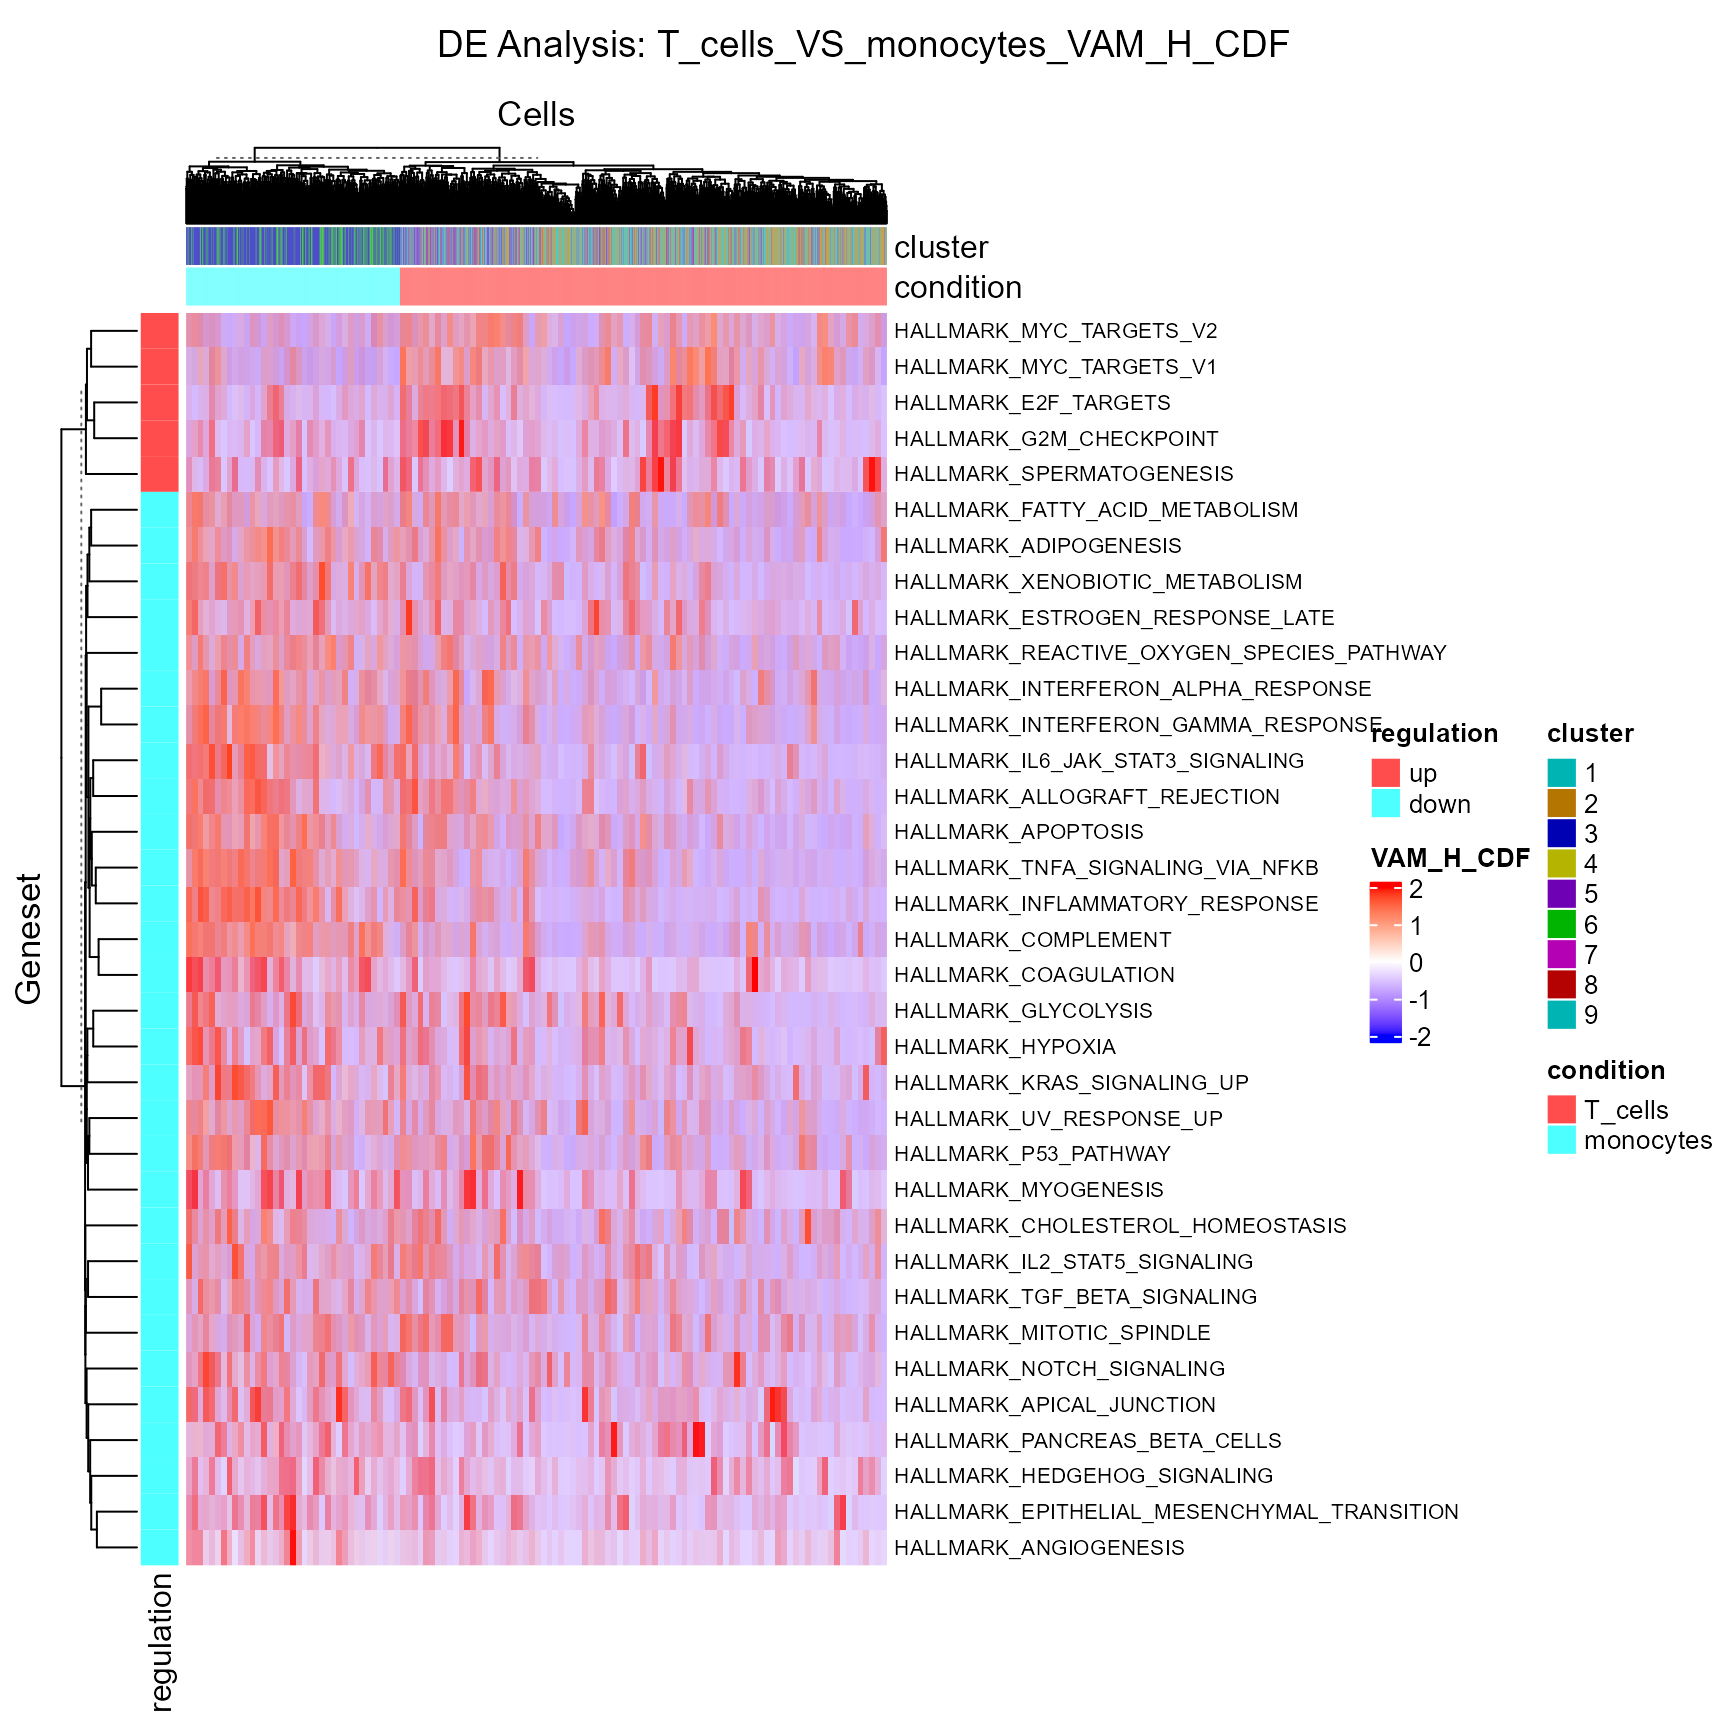 DE Analysis: T_cells_VS_monocytes_VAM_H_CDF
Cells
cluster
condition
HALLMARK_MYC_TARGETS_V2
HALLMARK_MYC_TARGETS_V1
HALLMARK_E2F_TARGETS
HALLMARK_G2M_CHECKPOINT
HALLMARK_SPERMATOGENESIS
HALLMARK_FATTY_ACID_METABOLISM
HALLMARK_ADIPOGENESIS
HALLMARK_XENOBIOTIC_METABOLISM
HALLMARK_ESTROGEN_RESPONSE_LATE
HALLMARK_REACTIVE_OXYGEN_SPECIES_PATHWAY
HALLMARK_INTERFERON_ALPHA_RESPONSE
HALLMARK_INTERFERON_GAMMA_RESPONSE
HALLMARK_IL6_JAK_STAT3_SIGNALING
HALLMARK_ALLOGRAFT_REJECTION
HALLMARK_APOPTOSIS
HALLMARK_TNFA_SIGNALING_VIA_NFKB
HALLMARK_INFLAMMATORY_RESPONSE
HALLMARK_COMPLEMENT
HALLMARK_COAGULATION
HALLMARK_GLYCOLYSIS
HALLMARK_HYPOXIA
HALLMARK_KRAS_SIGNALING_UP
HALLMARK_UV_RESPONSE_UP
HALLMARK_P53_PATHWAY
HALLMARK_MYOGENESIS
HALLMARK_CHOLESTEROL_HOMEOSTASIS
HALLMARK_IL2_STAT5_SIGNALING
HALLMARK_TGF_BETA_SIGNALING
HALLMARK_MITOTIC_SPINDLE
HALLMARK_NOTCH_SIGNALING
HALLMARK_APICAL_JUNCTION
HALLMARK_PANCREAS_BETA_CELLS
HALLMARK_HEDGEHOG_SIGNALING
HALLMARK_EPITHELIAL_MESENCHYMAL_TRANSITION
HALLMARK_ANGIOGENESIS
Geneset
regulation
regulation
up
down
VAM_H_CDF
2
1
0
-1
-2
cluster
1
2
3
4
5
6
7
8
9
condition
T_cells
monocytes